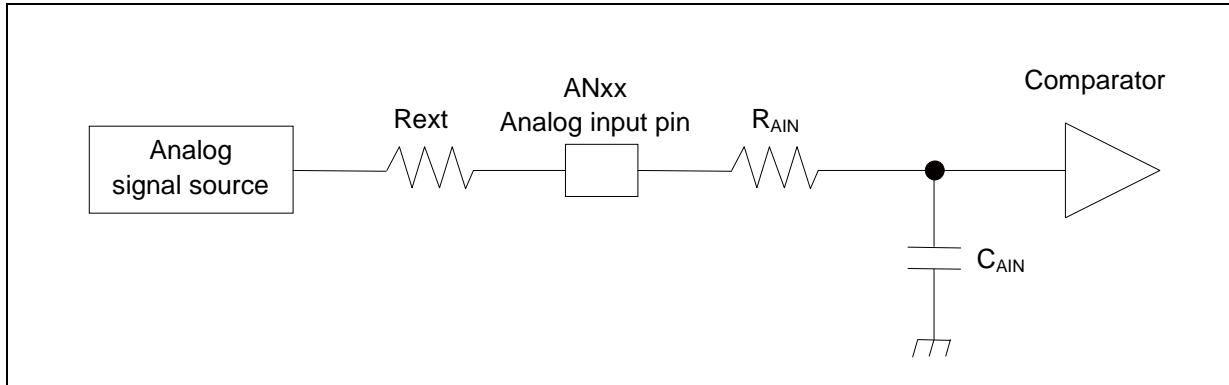 Comparator
ANxx
Analog input pin
Rext
RAIN
Analog
signal source
CAIN